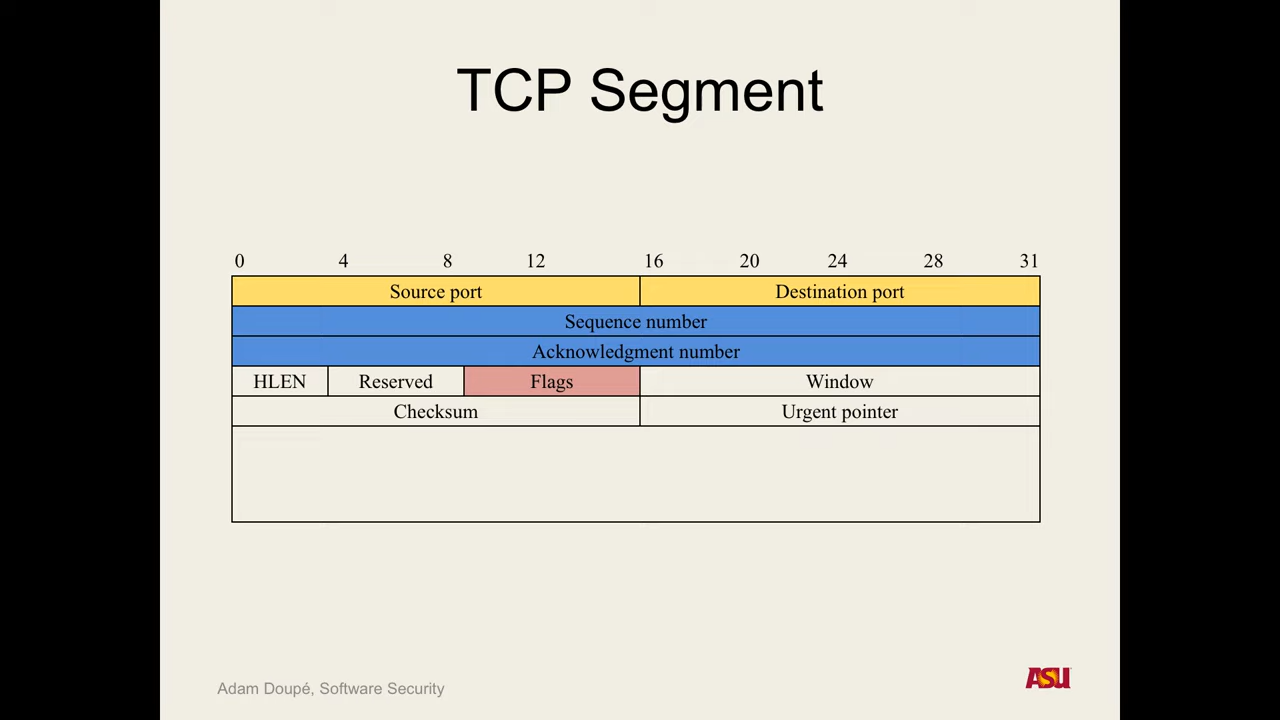 TCP Segment
0 4 8 12 16 20 24 28 31
Source port Destination port
Sequence number
Acknowledgment number
HLEN Reserved Flags Window
Checksum Urgent pointer
Adam Doupé, Software Security
ASU